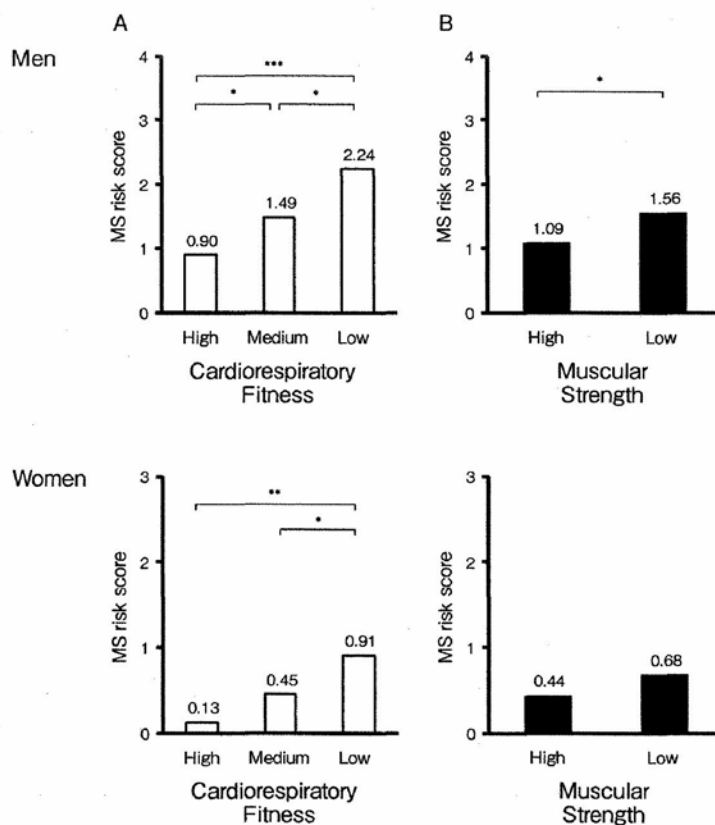 A
B
Men
MS risk score
4
3
2
1
0
***
*
*
0.90
1.49
2.24
High
Medium
Low
Cardiorespiratory
Fitness
MS risk score
4
3
2
1
0
*
1.09
1.56
High
Low
Muscular
Strength
Women
MS risk score
3
2
1
0
**
*
0.13
0.45
0.91
High
Medium
Low
Cardiorespiratory
Fitness
MS risk score
3
2
1
0
0.44
0.68
High
Low
Muscular
Strength